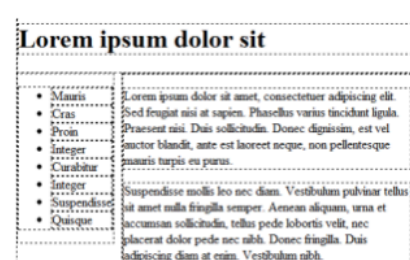 Lorem ipsum dolor sit
Mauris
Cras
Proin
Integer
Curabitur
Integer
Suspendisse
Quisque
Lorem ipsum dolor sit amet, consectetuer adipiscing elit.
Sed feugiat nisi at sapien. Phasellus varius tincidunt ligula.
Praesent nisi. Duis sollicitudin. Donec dignissim, est vel
auctor blandit, ante est laoreet neque, non pellentesque
mauris turpis eu purus.
Suspendisse mollis leo nec diam. Vestibulum pulvinar tellus
sit amet nulla fringilla semper. Aenean aliquam, urna et
accumsan sollicitudin, tellus pede lobortis velit, nec
placerat dolor pede nec nibh. Donec fringilla. Duis
adipiscing diam at enim. Vestibulum nibh.